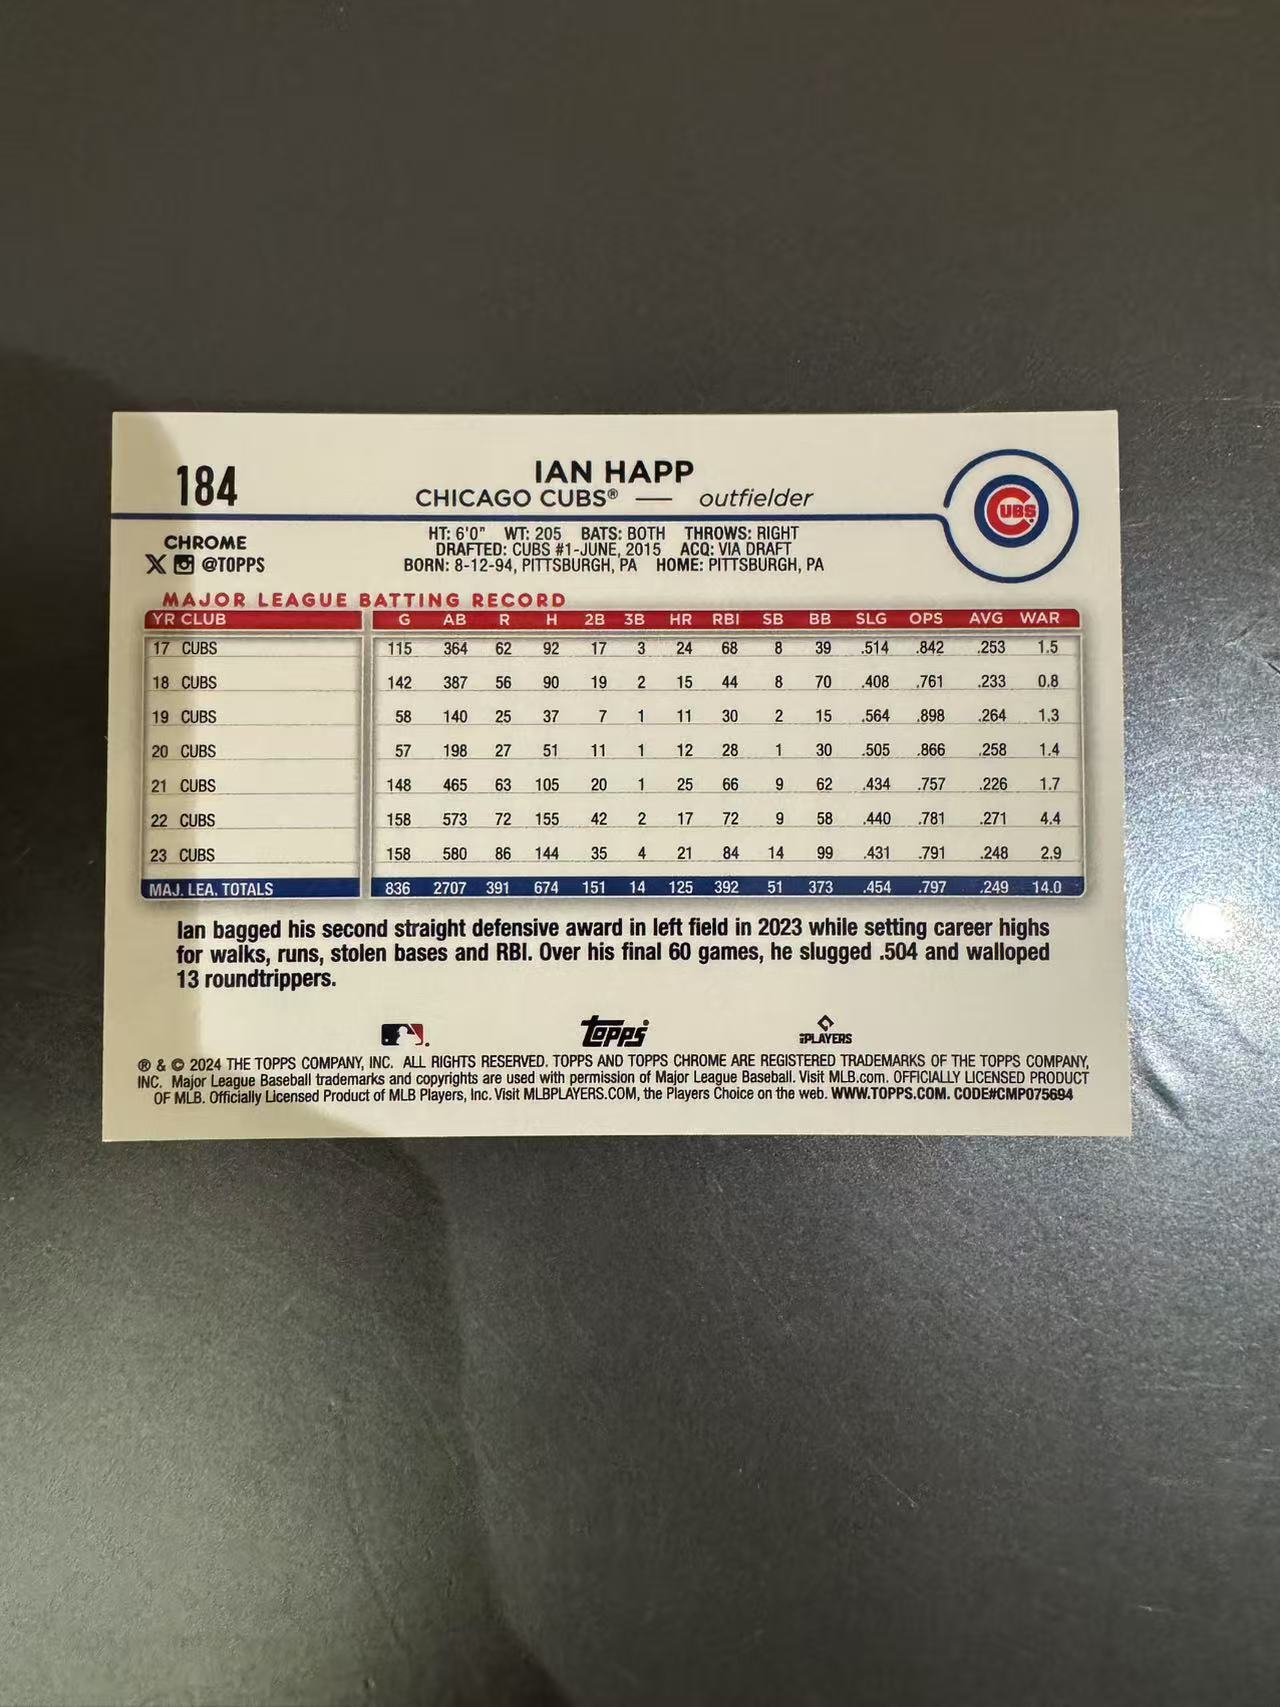 184
IAN HAPP
CHICAGO CUBS® — outfielder
CUBS
CHROME
X @TOPPS
HT: 6'0" WT: 205 BATS: BOTH THROWS: RIGHT
DRAFTED: CUBS #1-JUNE, 2015 ACQ: VIA DRAFT
BORN: 8-12-94, PITTSBURGH, PA HOME: PITTSBURGH, PA
MAJOR LEAGUE BATTING RECORD
YR CLUB G AB R H 2B 3B HR RBI SB BB SLG OPS AVG WAR
17 CUBS 115 364 62 92 17 3 24 68 8 39 .514 .842 .253 1.5
18 CUBS 142 387 56 90 19 2 15 44 8 70 .408 .761 .233 0.8
19 CUBS 58 140 25 37 7 1 11 30 2 15 .564 .898 .264 1.3
20 CUBS 57 198 27 51 11 1 12 28 1 30 .505 .866 .258 1.4
21 CUBS 148 465 63 105 20 1 25 66 9 62 .434 .757 .226 1.7
22 CUBS 158 573 72 155 42 2 17 72 9 58 .440 .781 .271 4.4
23 CUBS 158 580 86 144 35 4 21 84 14 99 .431 .791 .248 2.9
MAJ. LEA. TOTALS 836 2707 391 674 151 14 125 392 51 373 .454 .797 .249 14.0
Ian bagged his second straight defensive award in left field in 2023 while setting career highs
for walks, runs, stolen bases and RBI. Over his final 60 games, he slugged .504 and walloped
13 roundtrippers.
Topps
PLAYERS
® & © 2024 THE TOPPS COMPANY, INC. ALL RIGHTS RESERVED. TOPPS AND TOPPS CHROME ARE REGISTERED TRADEMARKS OF THE TOPPS COMPANY,
INC. Major League Baseball trademarks and copyrights are used with permission of Major League Baseball. Visit MLB.com. OFFICIALLY LICENSED PRODUCT
OF MLB. Officially Licensed Product of MLB Players, Inc. Visit MLBPLAYERS.COM, the Players Choice on the web. WWW.TOPPS.COM. CODE#CMP075694